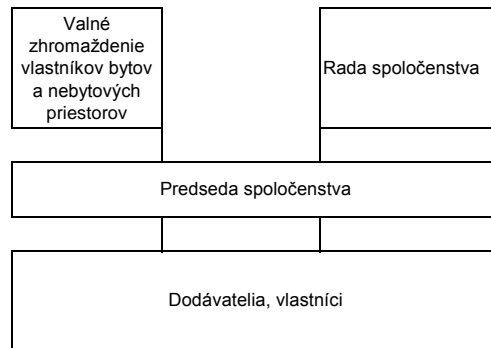 Valné
zhromaždenie
vlastníkov bytov
a nebytových
priestorov
Rada spoločenstva
Predseda spoločenstva
Dodávatelia, vlastníci